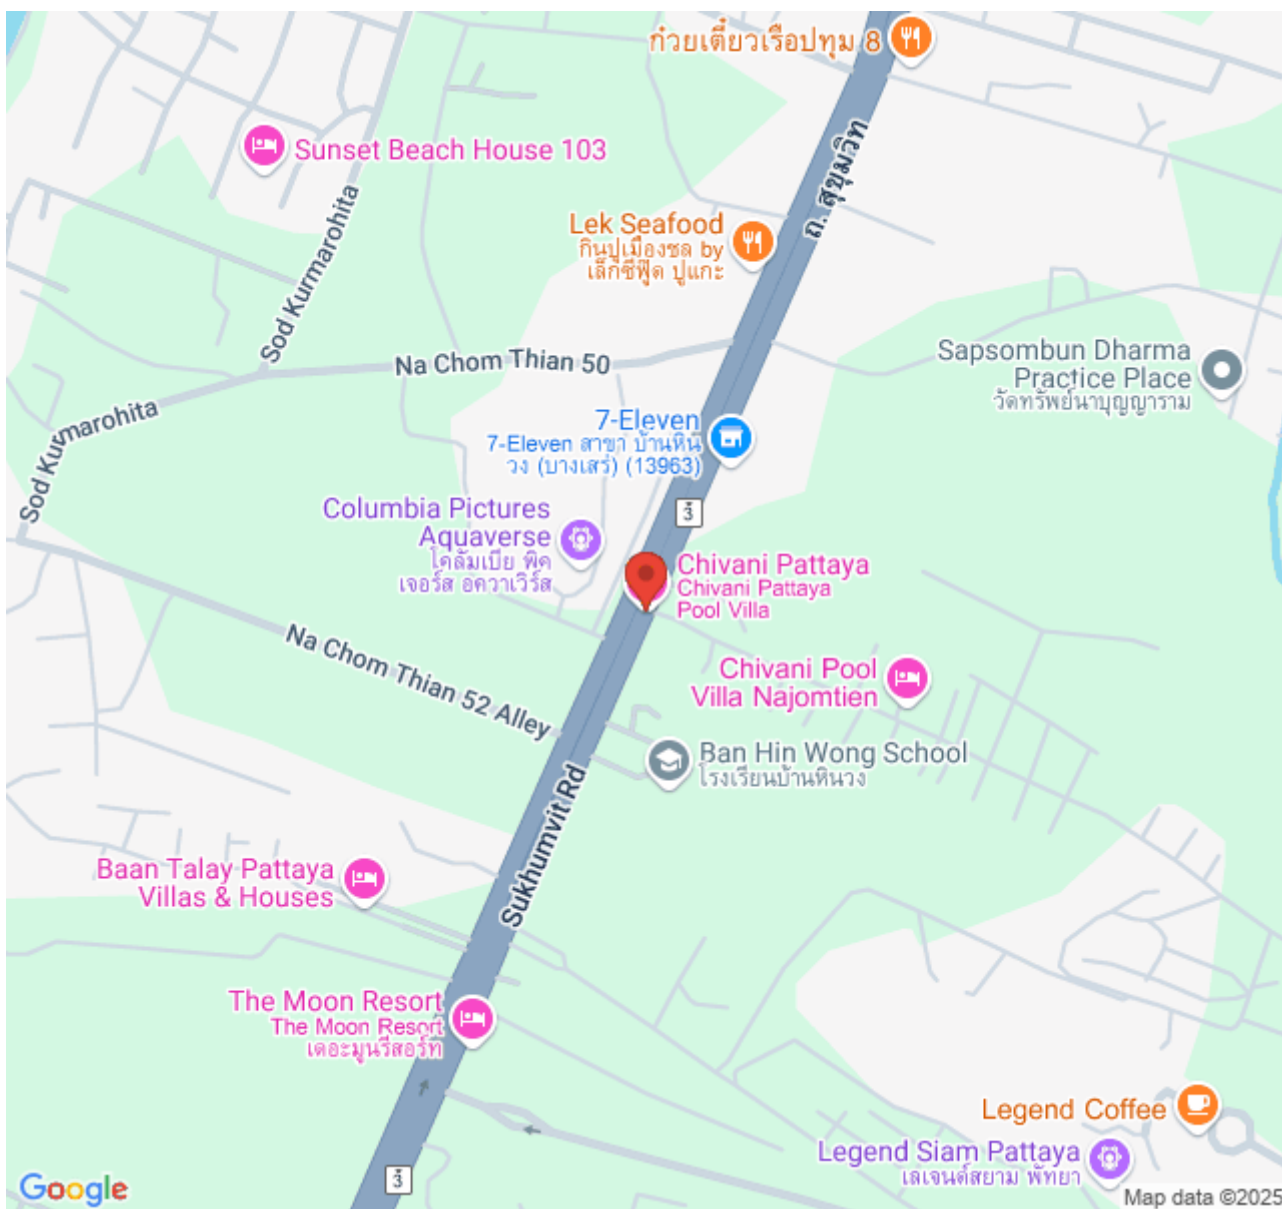 ก๋วยเตี๋ยวเรือปทุม 8
Sunset Beach House 103
ถ. สุขุมวิท
Sod Kurmarohita
Lek Seafood
กินปูเมืองชล by
เล็กซีฟู๊ด ปูแกะ
Na Chom Thian 50
Sapsombun Dharma
Practice Place
วัดทรัพย์นาบุญญาราม
Sod Kurmarohita
7-Eleven
7-Eleven สาขา บ้านหิน
วง (บางเสร่) (13963)
3
Columbia Pictures
Aquaverse
โคลัมเบีย พิค
เจอร์ส อควาเวิร์ส
Chivani Pattaya
Chivani Pattaya
Pool Villa
Na Chom Thian 52 Alley
Chivani Pool
Villa Najomtien
Ban Hin Wong School
โรงเรียนบ้านหินวง
Sukhumvit Rd
Baan Talay Pattaya
Villas & Houses
The Moon Resort
The Moon Resort
เดอะมูนรีสอร์ท
Legend Coffee
Legend Siam Pattaya
เลเจนด์สยาม พัทยา
3
Google
Map data ©2025